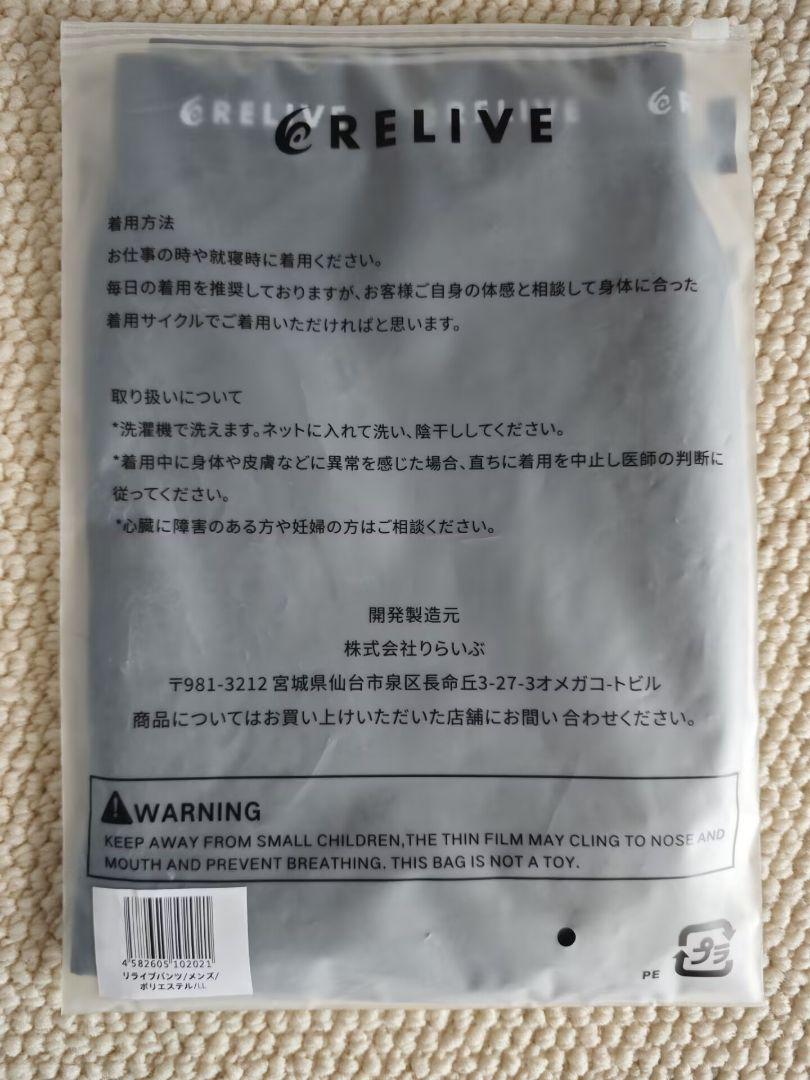 RELIVE
RELIVE
RELIVE
着用方法
お仕事の時や就寝時に着用ください。
毎日の着用を推奨しておりますが、お客様ご自身の体感と相談して身体に合った
着用サイクルでご着用いただければと思います。
取り扱いについて
*洗濯機で洗えます。ネットに入れて洗い、陰干ししてください。
*着用中に身体や皮膚などに異常を感じた場合、直ちに着用を中止し医師の判断に
従ってください。
*心臓に障害のある方や妊婦の方はご相談ください。
開発製造元
株式会社りらいぶ
〒981-3212 宮城県仙台市泉区長命丘3-27-3オメガコ-トビル
商品についてはお買い上けいただいた店舗にお問い合わせください。
WARNING
KEEP AWAY FROM SMALL CHILDREN,THE THIN FILM MAY CLING TO NOSE AND
MOUTH AND PREVENT BREATHING. THIS BAG IS NOT A TOY.
4 582605 102021
リライブパンツ/メンズ/
ポリエステル/LL
PE
プラ